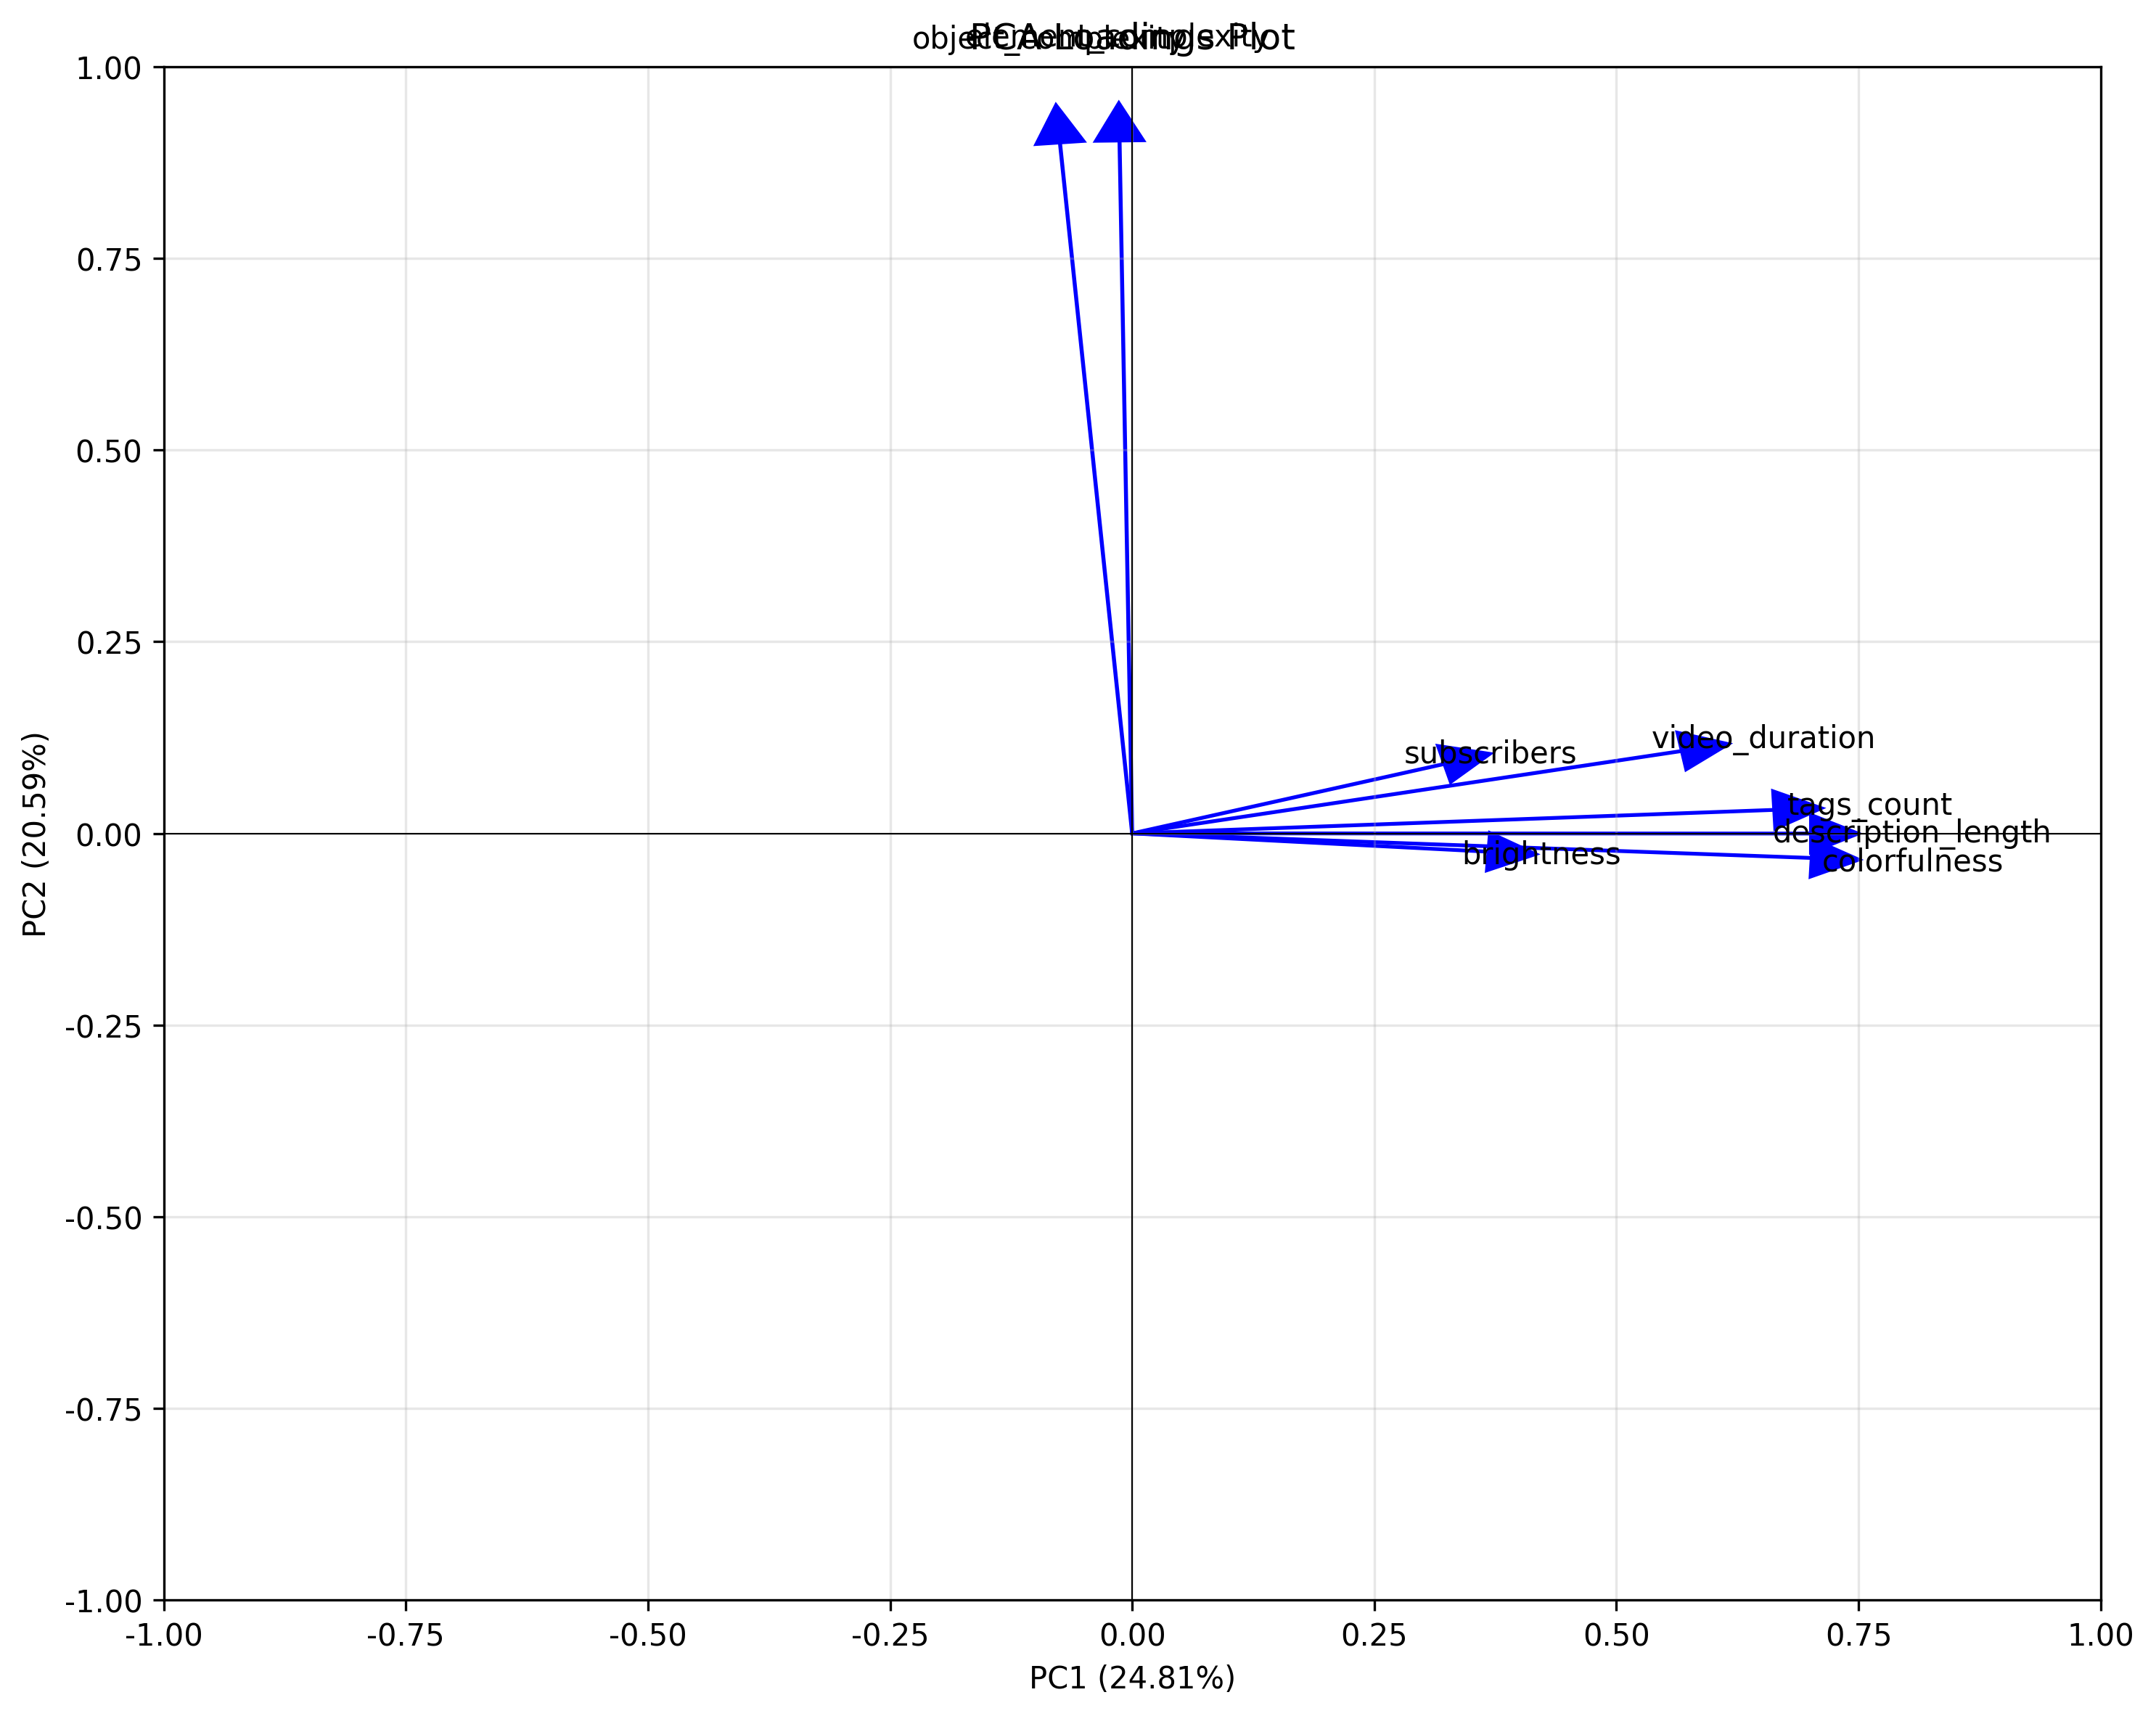 PCA Loadings Plot
1.00
0.75
0.50
0.25
0.00
-0.25
-0.50
-0.75
-1.00
PC2 (20.59%)
video_duration
subscribers
tags_count
description_length
brightness
colorfulness
-1.00 -0.75 -0.50 -0.25 0.00 0.25 0.50 0.75 1.00
PC1 (24.81%)